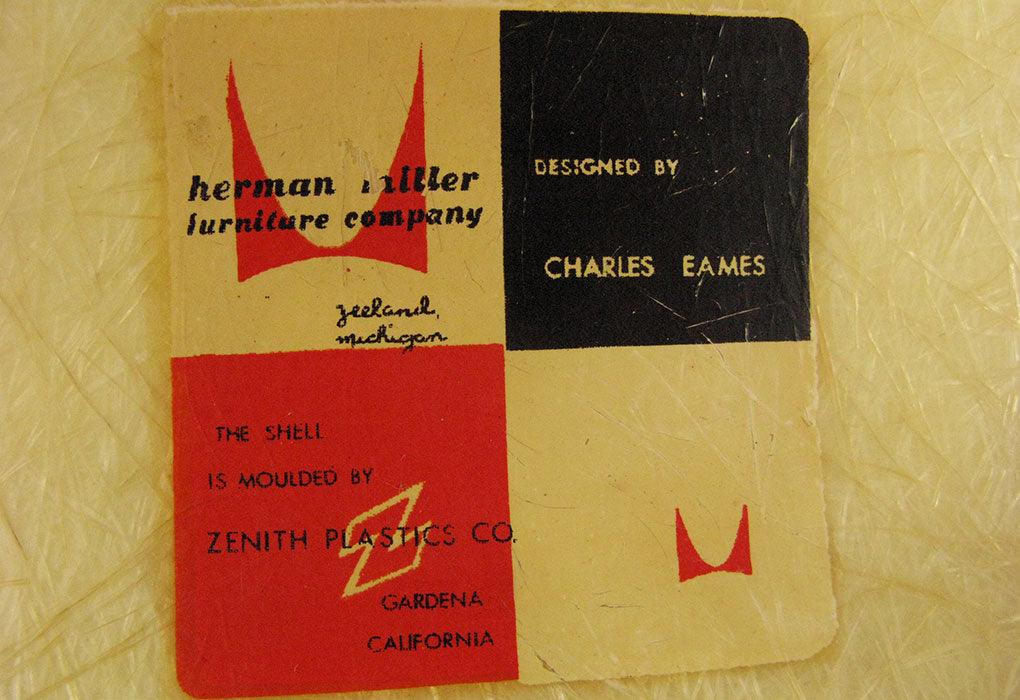 herman miller
furniture company
zeeland,
michigan
DESIGNED BY
CHARLES EAMES
THE SHELL
IS MOULDED BY
ZENITH PLASTICS CO.
GARDENA
CALIFORNIA